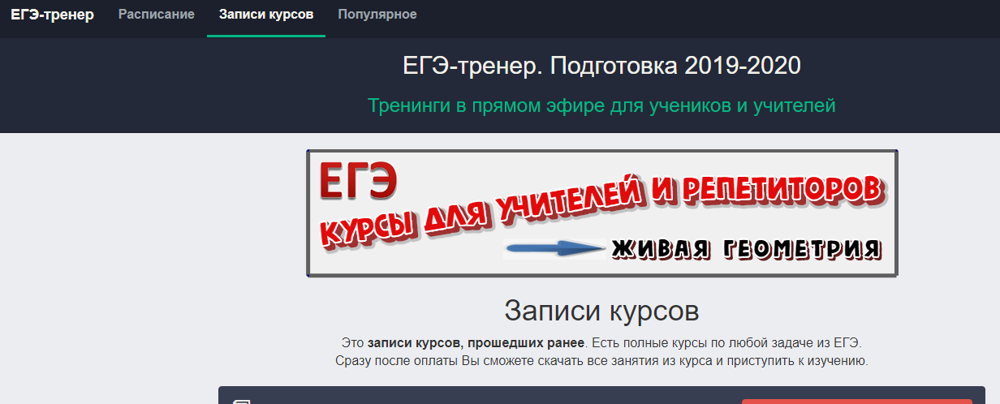 ЕГЭ-тренер Расписание Записи курсов Популярное
ЕГЭ-тренер. Подготовка 2019-2020
Тренинги в прямом эфире для учеников и учителей
ЕГЭ
КУРСЫ ДЛЯ УЧИТЕЛЕЙ И РЕПЕТИТОРОВ
ЖИВАЯ ГЕОМЕТРИЯ
Записи курсов
Это записи курсов, прошедших ранее. Есть полные курсы по любой задаче из ЕГЭ.
Сразу после оплаты Вы сможете скачать все занятия из курса и приступить к изучению.